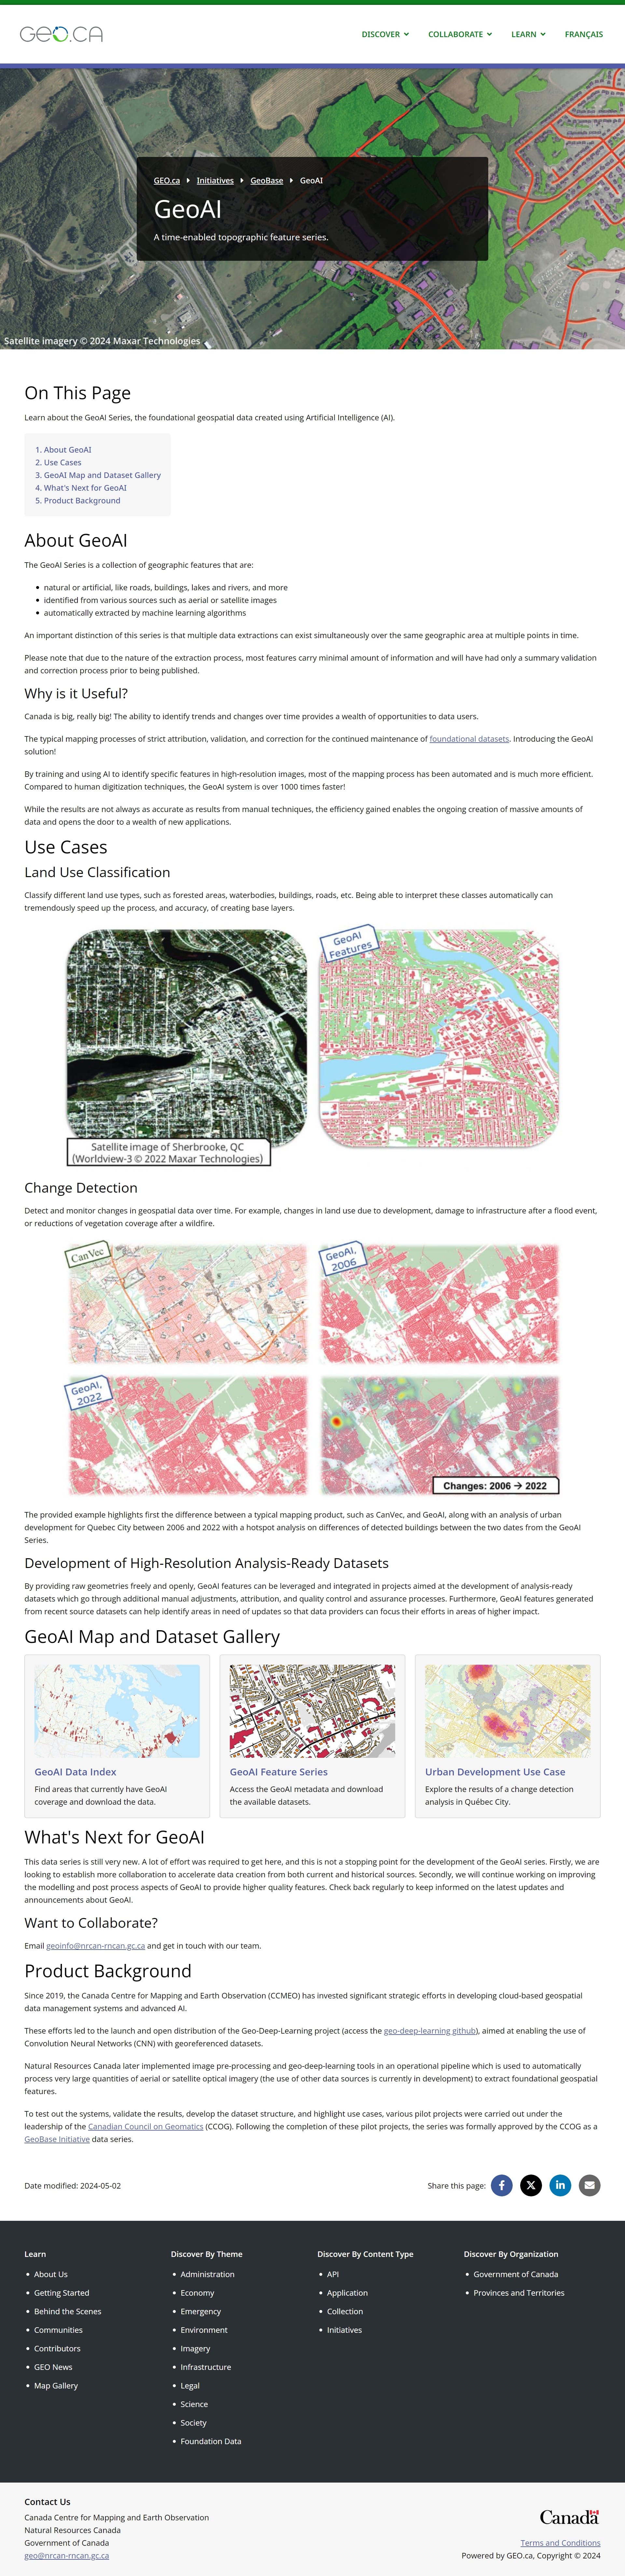 GEO.CA
DISCOVER
COLLABORATE
LEARN
FRANÇAIS
GEO.ca
Initiatives
GeoBase
GeoAI
GeoAI
A time-enabled topographic feature series.
Satellite imagery © 2024 Maxar Technologies
On This Page
Learn about the GeoAI Series, the foundational geospatial data created using Artificial Intelligence (AI).
1. About GeoAI
2. Use Cases
3. GeoAI Map and Dataset Gallery
4. What's Next for GeoAI
5. Product Background
About GeoAI
The GeoAI Series is a collection of geographic features that are:
natural or artificial, like roads, buildings, lakes and rivers, and more
identified from various sources such as aerial or satellite images
automatically extracted by machine learning algorithms
An important distinction of this series is that multiple data extractions can exist simultaneously over the same geographic area at multiple points in time.
Please note that due to the nature of the extraction process, most features carry minimal amount of information and will have had only a summary validation
and correction process prior to being published.
Why is it Useful?
Canada is big, really big! The ability to identify trends and changes over time provides a wealth of opportunities to data users.
The typical mapping processes of strict attribution, validation, and correction for the continued maintenance of foundational datasets. Introducing the GeoAI
solution!
By training and using AI to identify specific features in high-resolution images, most of the mapping process has been automated and is much more efficient.
Compared to human digitization techniques, the GeoAI system is over 1000 times faster!
While the results are not always as accurate as results from manual techniques, the efficiency gained enables the ongoing creation of massive amounts of
data and opens the door to a wealth of new applications.
Use Cases
Land Use Classification
Classify different land use types, such as forested areas, waterbodies, buildings, roads, etc. Being able to interpret these classes automatically can
tremendously speed up the process, and accuracy, of creating base layers.
GeoAI
Features
Satellite image of Sherbrooke, QC
(Worldview-3 © 2022 Maxar Technologies)
Change Detection
Detect and monitor changes in geospatial data over time. For example, changes in land use due to development, damage to infrastructure after a flood event,
or reductions of vegetation coverage after a wildfire.
CanVec
GeoAI,
2006
GeoAI,
2022
Changes: 2006 → 2022
The provided example highlights first the difference between a typical mapping product, such as CanVec, and GeoAI, along with an analysis of urban
development for Quebec City between 2006 and 2022 with a hotspot analysis on differences of detected buildings between the two dates from the GeoAI
Series.
Development of High-Resolution Analysis-Ready Datasets
By providing raw geometries freely and openly, GeoAI features can be leveraged and integrated in projects aimed at the development of analysis-ready
datasets which go through additional manual adjustments, attribution, and quality control and assurance processes. Furthermore, GeoAI features generated
from recent source datasets can help identify areas in need of updates so that data providers can focus their efforts in areas of higher impact.
GeoAI Map and Dataset Gallery
GeoAI Data Index
Find areas that currently have GeoAI
coverage and download the data.
GeoAI Feature Series
Access the GeoAI metadata and download
the available datasets.
Urban Development Use Case
Explore the results of a change detection
analysis in Québec City.
What's Next for GeoAI
This data series is still very new. A lot of effort was required to get here, and this is not a stopping point for the development of the GeoAI series. Firstly, we are
looking to establish more collaboration to accelerate data creation from both current and historical sources. Secondly, we will continue working on improving
the modelling and post process aspects of GeoAI to provide higher quality features. Check back regularly to keep informed on the latest updates and
announcements about GeoAI.
Want to Collaborate?
Email geoinfo@nrcan-rncan.gc.ca and get in touch with our team.
Product Background
Since 2019, the Canada Centre for Mapping and Earth Observation (CCMEO) has invested significant strategic efforts in developing cloud-based geospatial
data management systems and advanced AI.
These efforts led to the launch and open distribution of the Geo-Deep-Learning project (access the geo-deep-learning github), aimed at enabling the use of
Convolution Neural Networks (CNN) with georeferenced datasets.
Natural Resources Canada later implemented image pre-processing and geo-deep-learning tools in an operational pipeline which is used to automatically
process very large quantities of aerial or satellite optical imagery (the use of other data sources is currently in development) to extract foundational geospatial
features.
To test out the systems, validate the results, develop the dataset structure, and highlight use cases, various pilot projects were carried out under the
leadership of the Canadian Council on Geomatics (CCOG). Following the completion of these pilot projects, the series was formally approved by the CCOG as a
GeoBase Initiative data series.
Date modified: 2024-05-02
Share this page:
Learn
About Us
Getting Started
Behind the Scenes
Communities
Contributors
GEO News
Map Gallery
Discover By Theme
Administration
Economy
Emergency
Environment
Imagery
Infrastructure
Legal
Science
Society
Foundation Data
Discover By Content Type
API
Application
Collection
Initiatives
Discover By Organization
Government of Canada
Provinces and Territories
Contact Us
Canada Centre for Mapping and Earth Observation
Natural Resources Canada
Government of Canada
geo@nrcan-rncan.gc.ca
Canada
Terms and Conditions
Powered by GEO.ca, Copyright © 2024